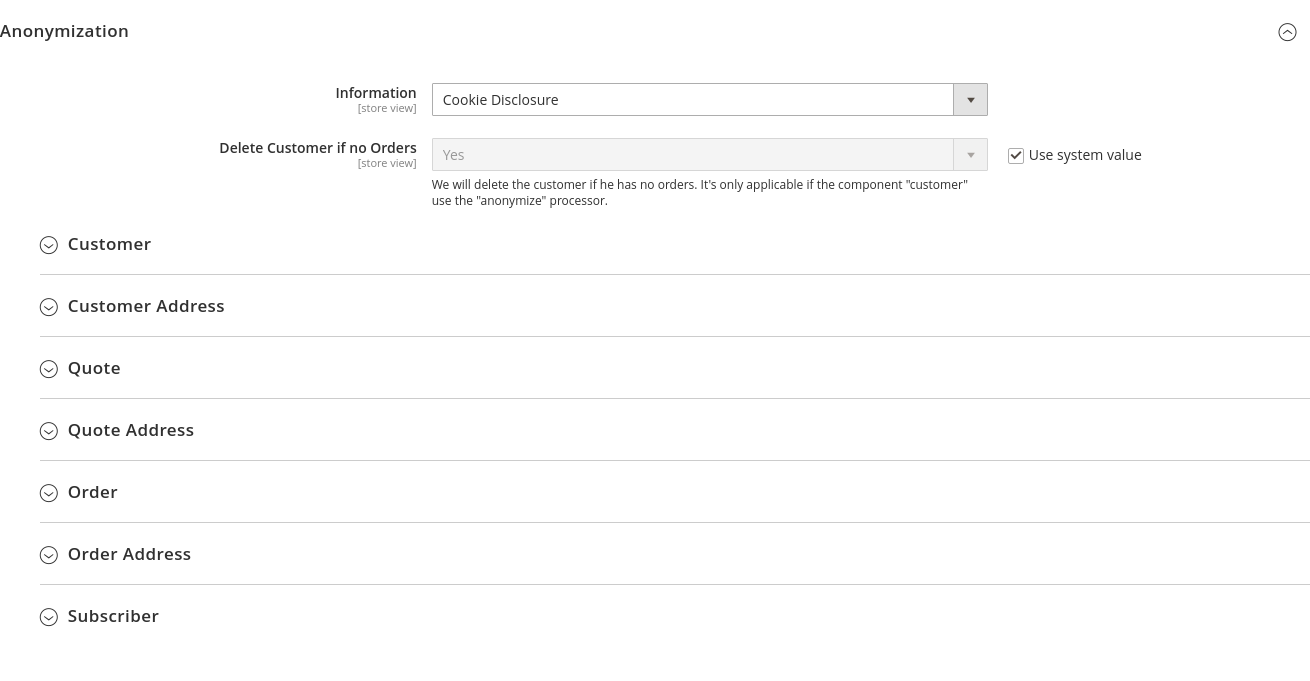 Anonymization
Information
[store view]
Cookie Disclosure
Delete Customer if no Orders
[store view]
Yes
Use system value
We will delete the customer if he has no orders. It's only applicable if the component "customer"
use the "anonymize" processor.
Customer
Customer Address
Quote
Quote Address
Order
Order Address
Subscriber